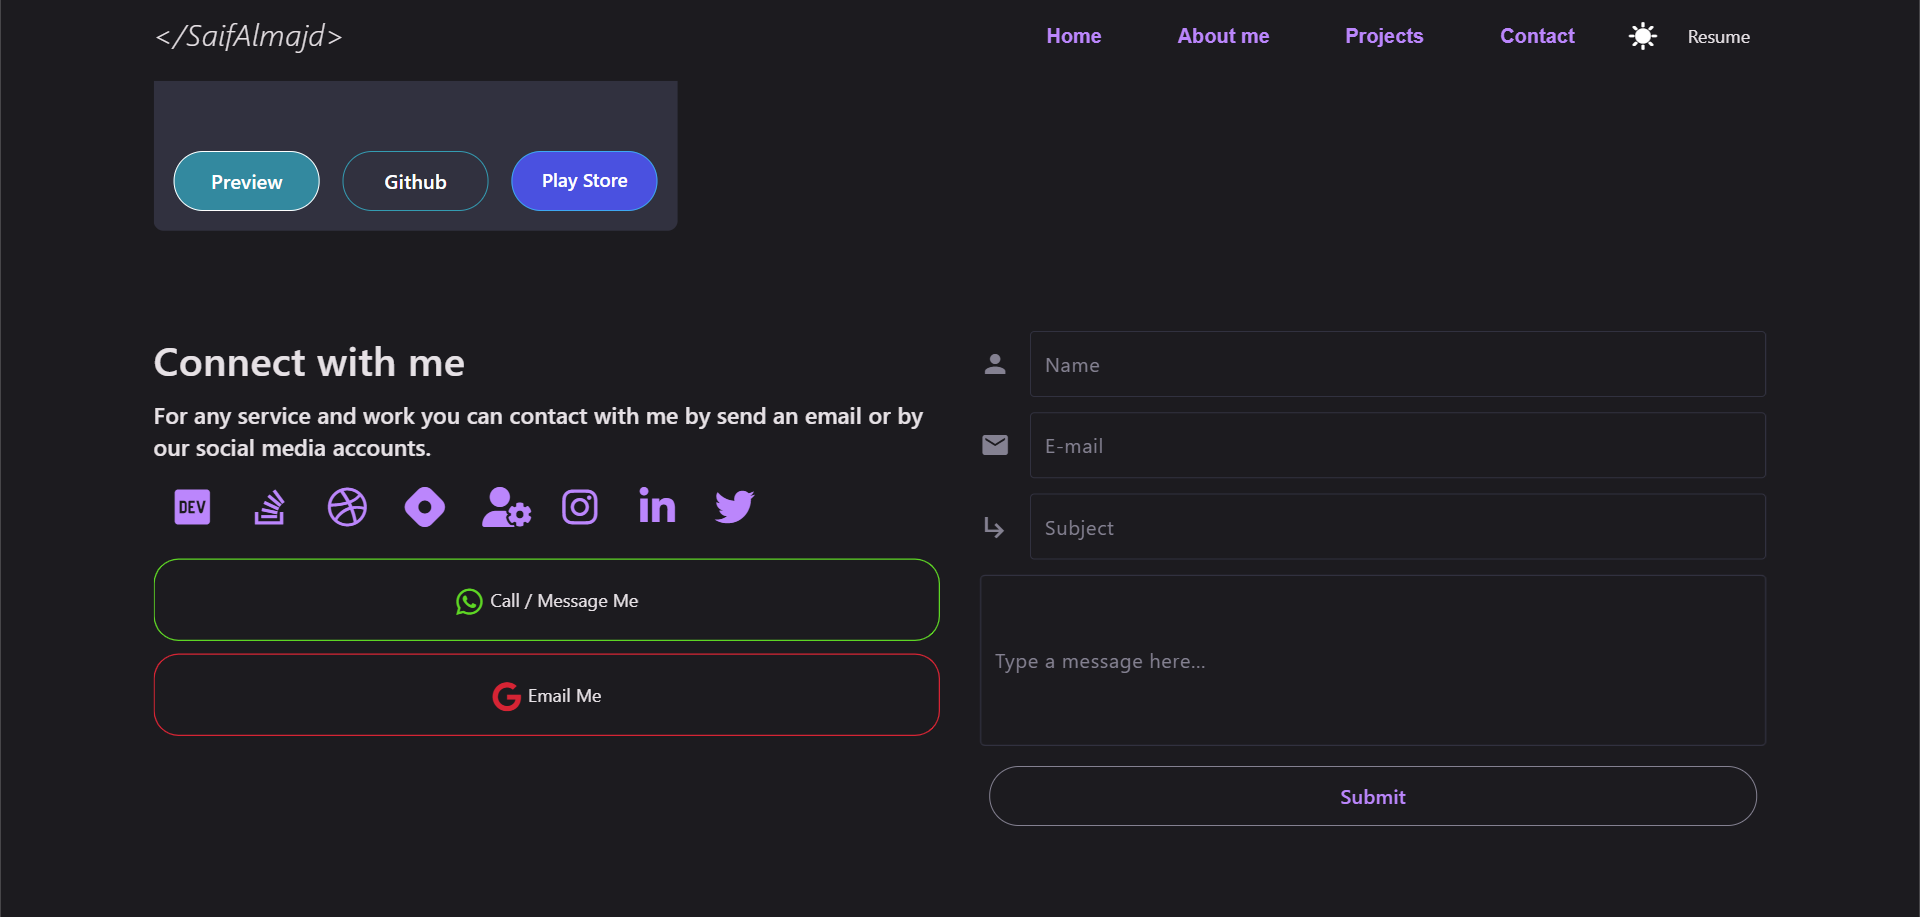 </SaifAlmajd>
Home
About me
Projects
Contact
Resume
Preview
Github
Play Store
Connect with me
For any service and work you can contact with me by send an email or by
our social media accounts.
DEV
Call / Message Me
Email Me
Name
E-mail
Subject
Type a message here...
Submit